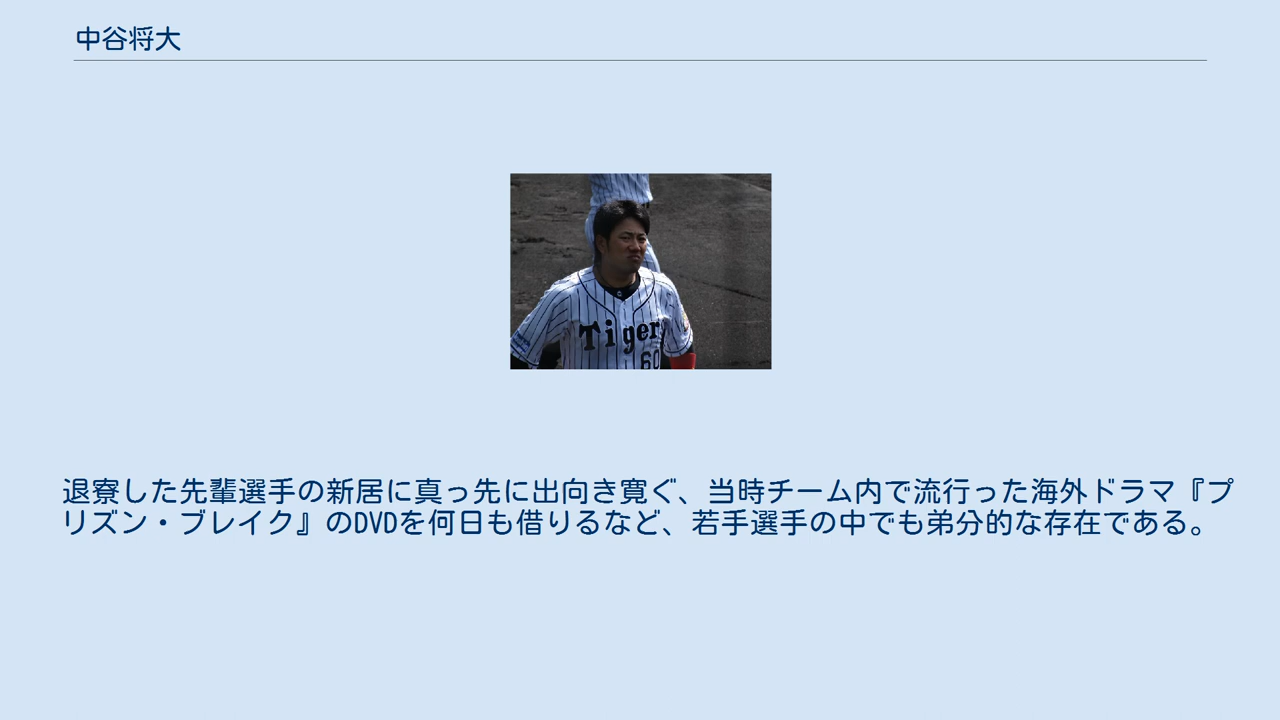 中谷将大
Tiger
60
退寮した先輩選手の新居に真っ先に出向き寛ぐ、当時チーム内で流行った海外ドラマ『プ
リズン・ブレイク』のDVDを何日も借りるなど、若手選手の中でも弟分的な存在である。